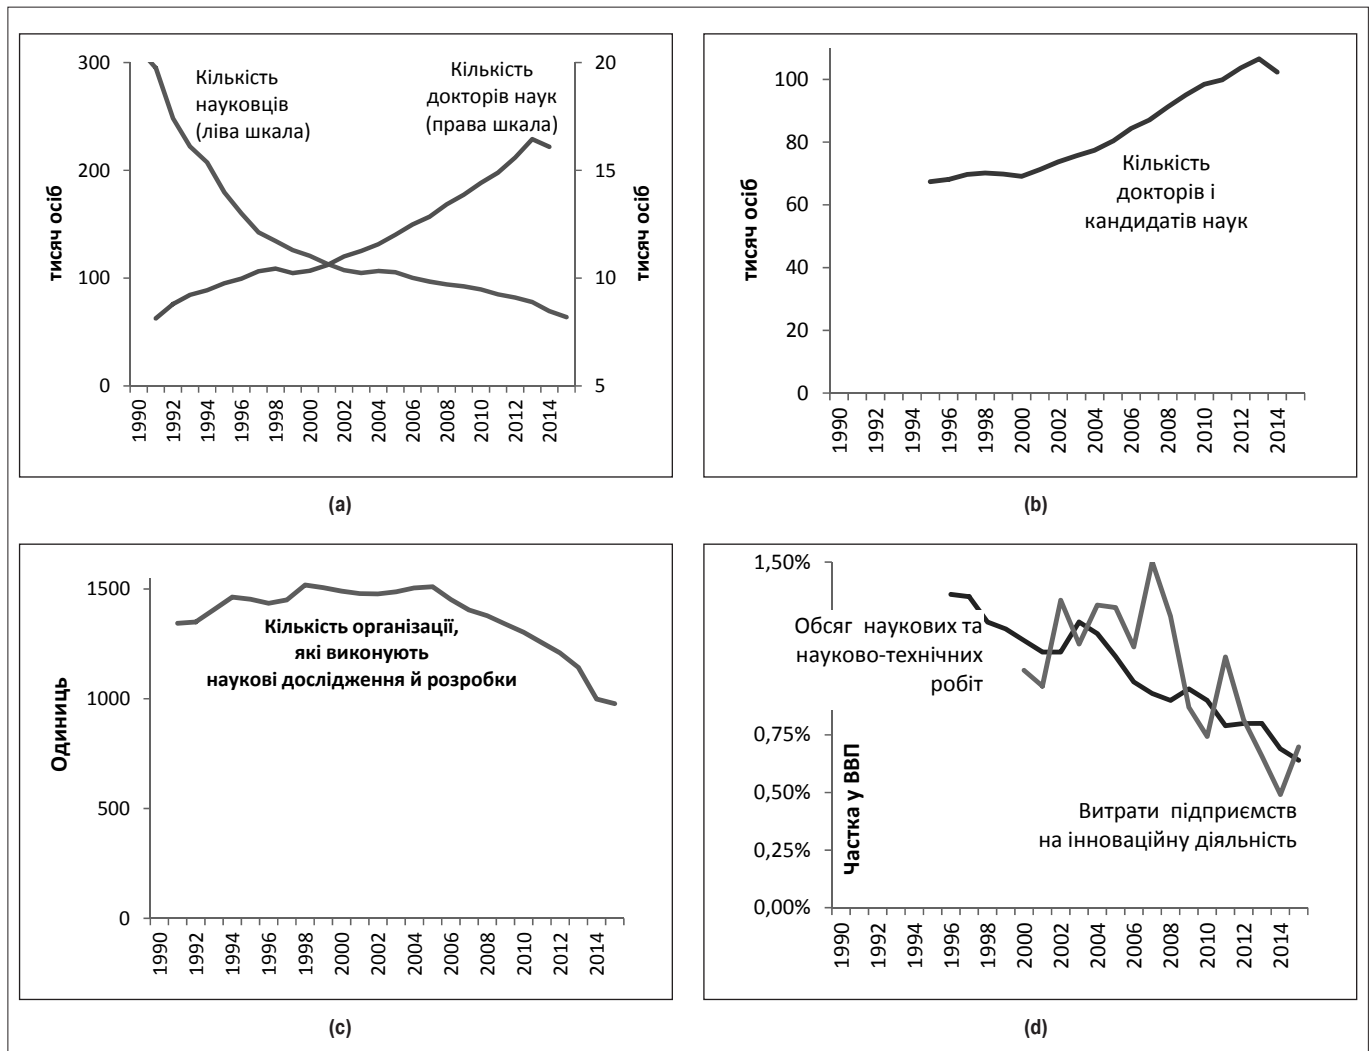 300
200
100
0
тисяч осіб
Кількість
науковців
(ліва шкала)
Кількість
докторів наук
(права шкала)
20
15
10
5
тисяч осіб
1990
1992
1994
1996
1998
2000
2002
2004
2006
2008
2010
2012
2014
(a)
100
80
60
40
20
0
тисяч осіб
Кількість
докторів і
кандидатів наук
1990
1992
1994
1996
1998
2000
2002
2004
2006
2008
2010
2012
2014
(b)
1500
1000
500
0
Одиниць
Кількість організації,
які виконують
наукові дослідження й розробки
1990
1992
1994
1996
1998
2000
2002
2004
2006
2008
2010
2012
2014
(c)
1,50%
0,75%
0,50%
0,25%
0,00%
Частка у ВВП
Обсяг наукових та
науково-технічних
робіт
Витрати підприємств
на інноваційну діяльність
1990
1992
1994
1996
1998
2000
2002
2004
2006
2008
2010
2012
2014
(d)